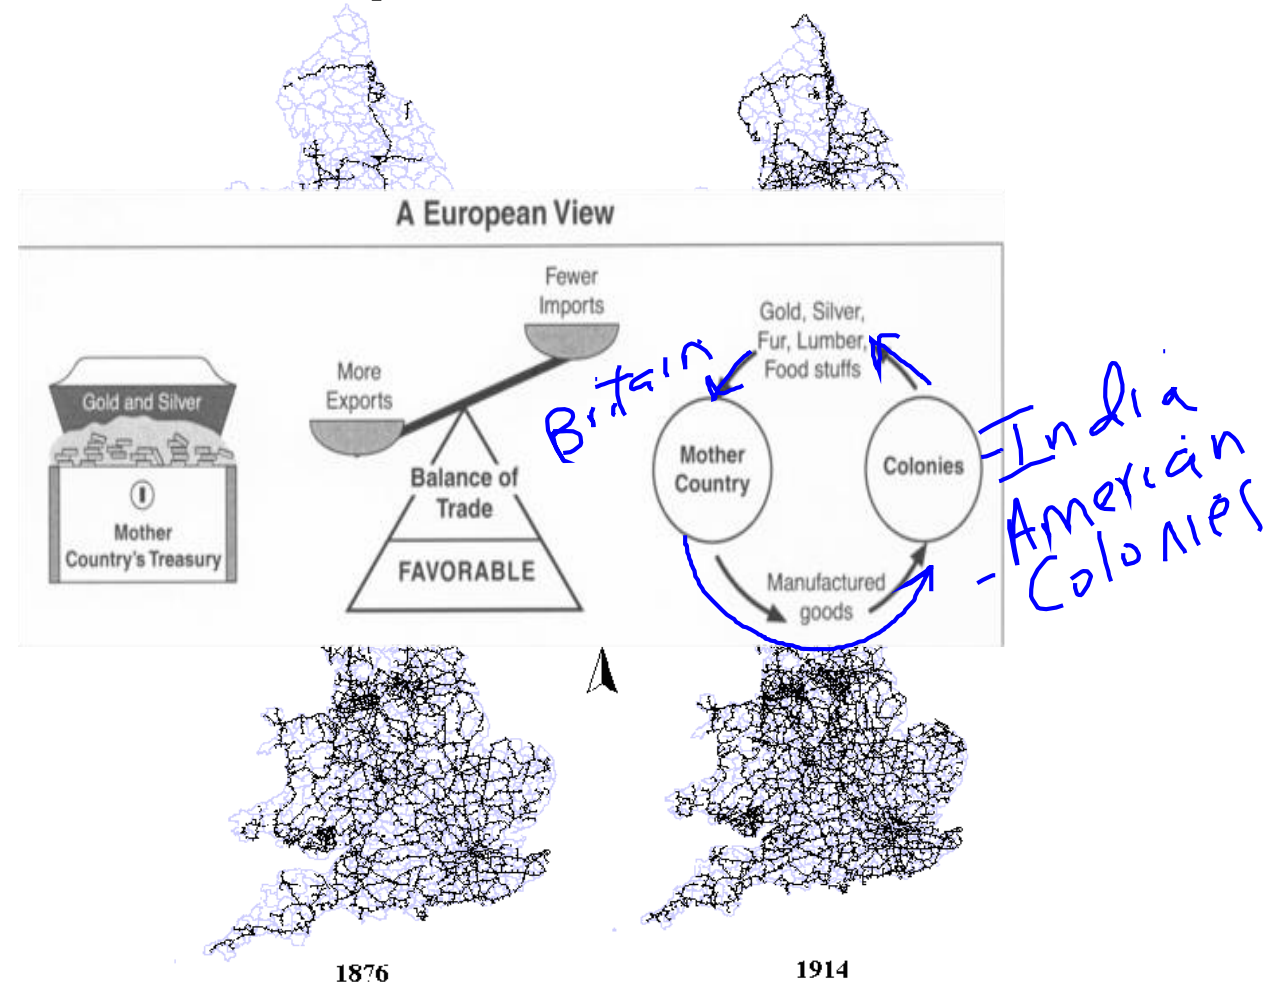 A European View
Fewer
Imports
More
Exports
Gold and Silver
Mother
Country's Treasury
Balance of
Trade
FAVORABLE
Gold, Silver,
Fur, Lumber,
Food stuffs
Britain
Mother
Country
Colonies
Manufactured
goods
- India
- American
Colonies
1876
1914